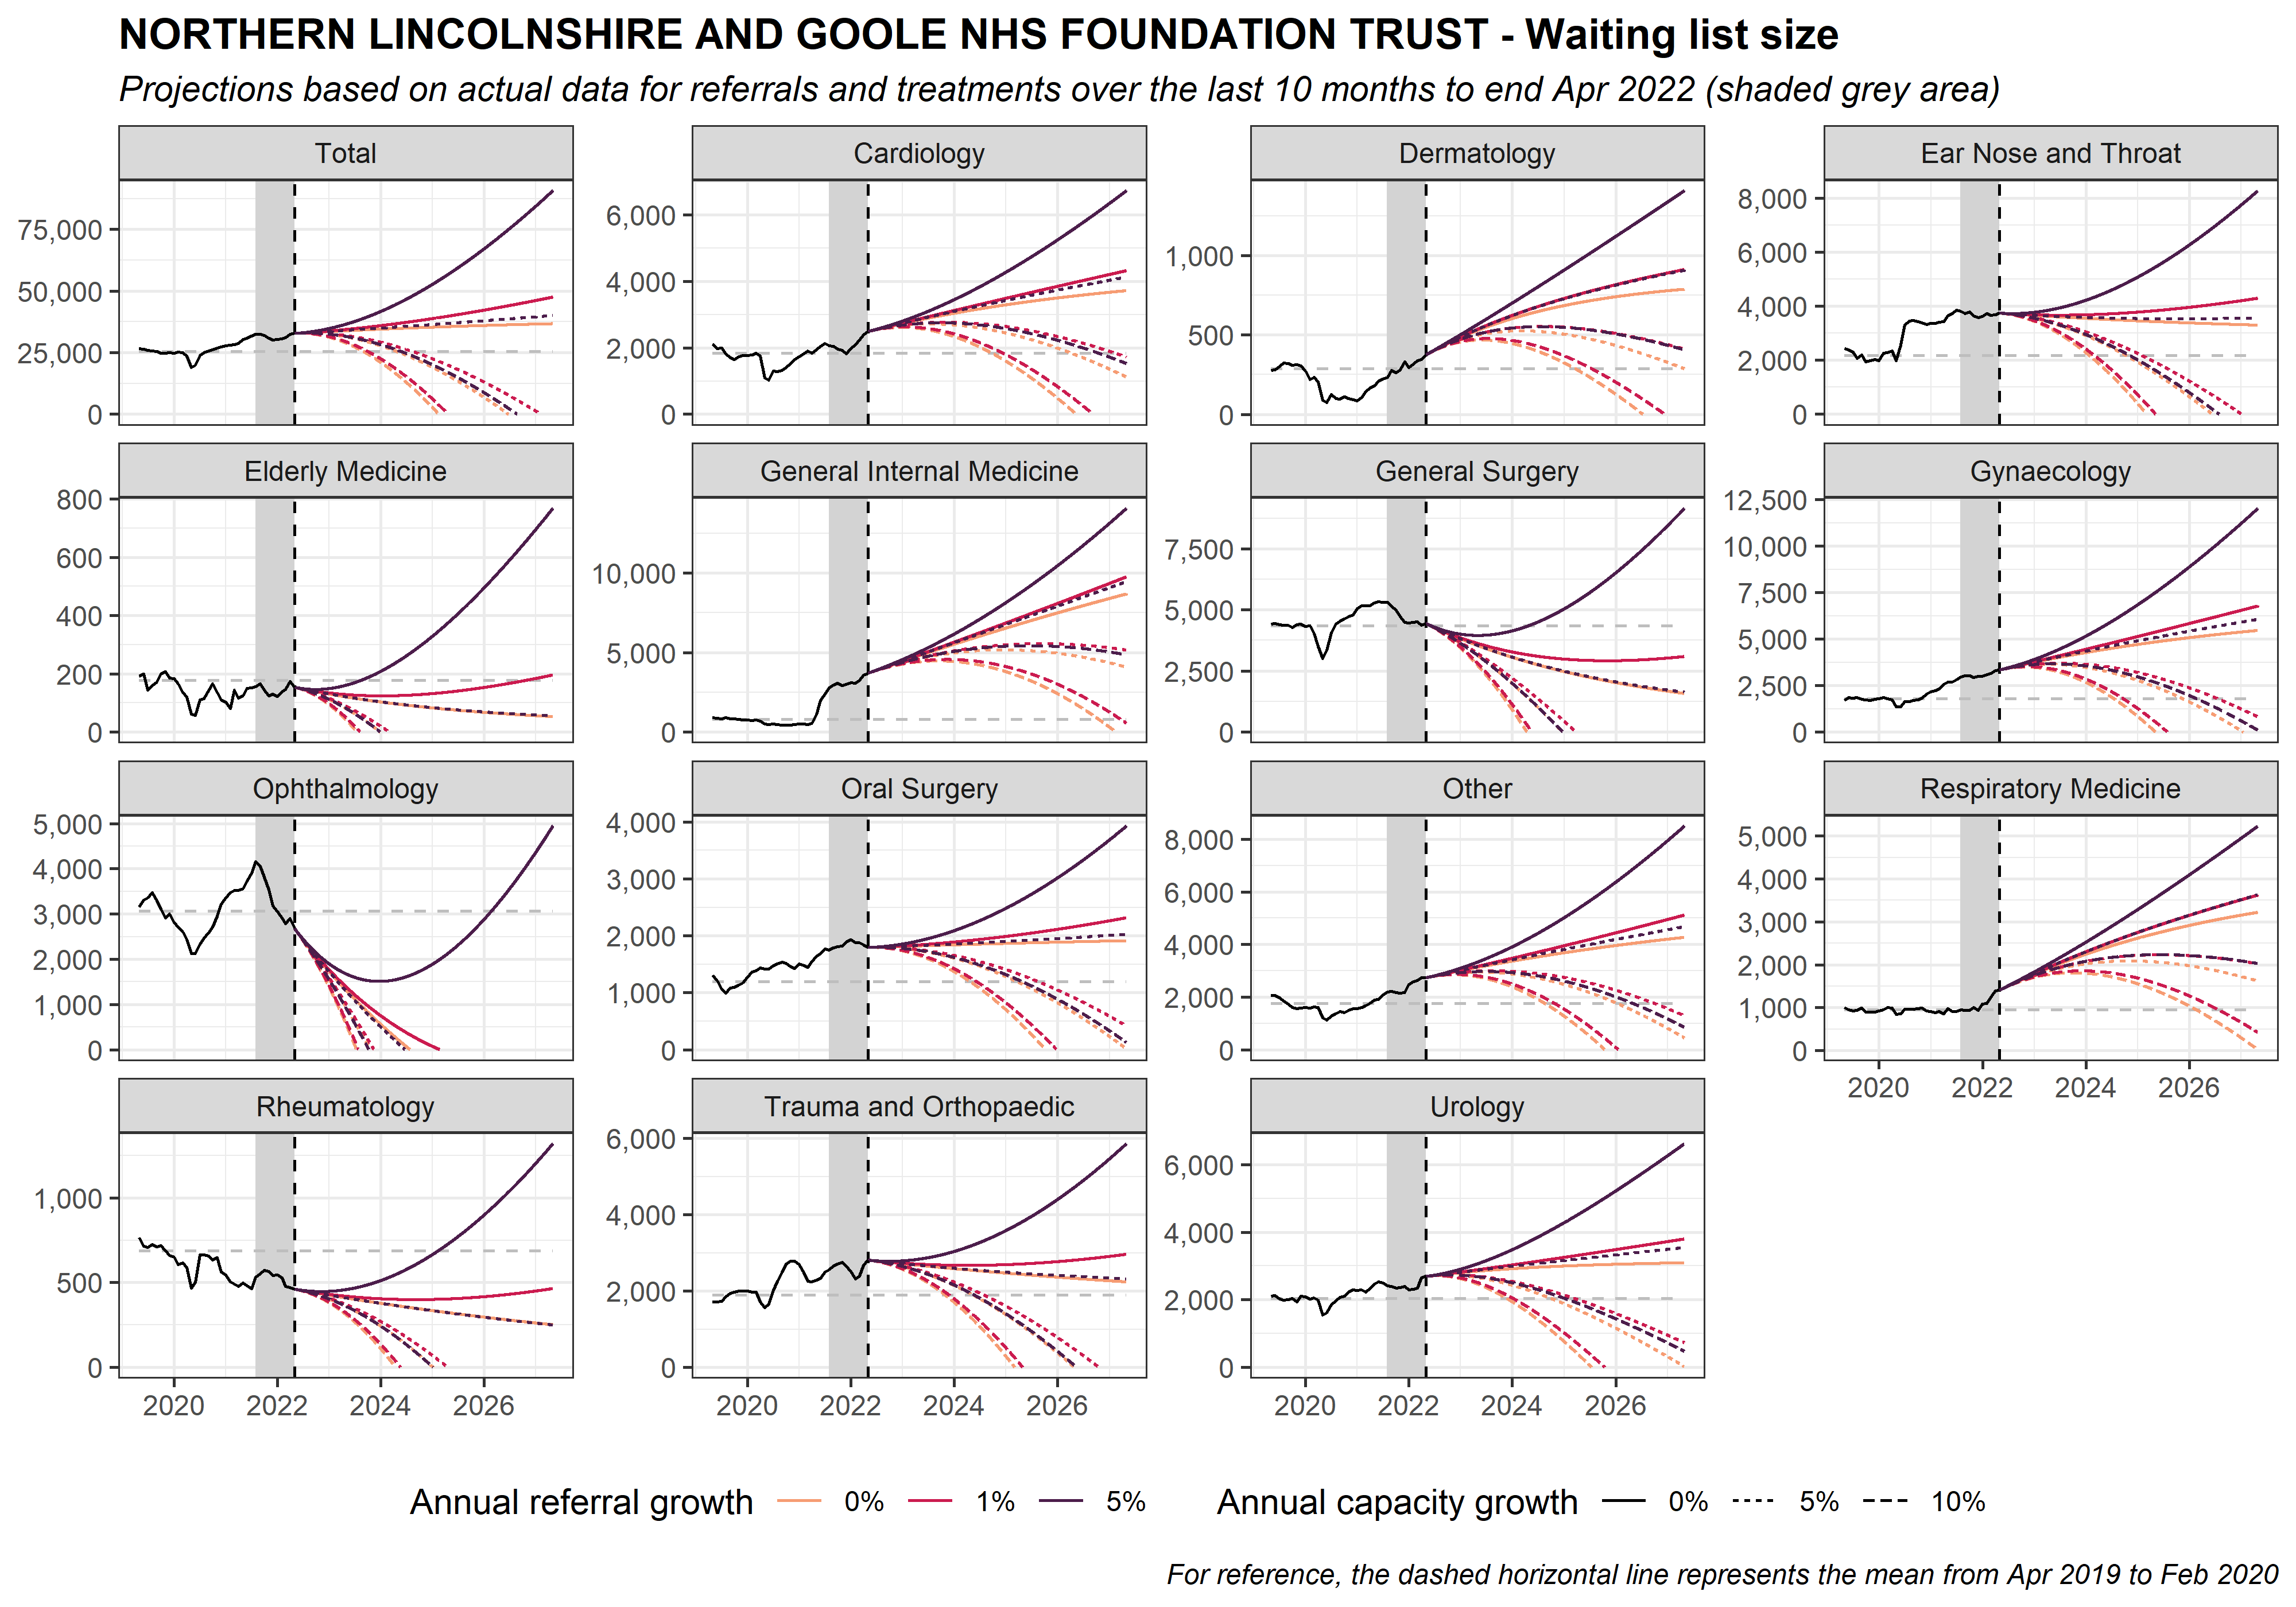 NORTHERN LINCOLNSHIRE AND GOOLE NHS FOUNDATION TRUST - Waiting list size
Projections based on actual data for referrals and treatments over the last 10 months to end Apr 2022 (shaded grey area)
Total
75,000
50,000
25,000
0
Cardiology
6,000
4,000
2,000
0
Dermatology
1,000
500
0
Ear Nose and Throat
8,000
6,000
4,000
2,000
0
Elderly Medicine
800
600
400
200
0
General Internal Medicine
10,000
5,000
0
General Surgery
7,500
5,000
2,500
0
Gynaecology
12,500
10,000
7,500
5,000
2,500
0
Ophthalmology
5,000
4,000
3,000
2,000
1,000
0
Oral Surgery
4,000
3,000
2,000
1,000
0
Other
8,000
6,000
4,000
2,000
0
Respiratory Medicine
5,000
4,000
3,000
2,000
1,000
0
2020 2022 2024 2026
Rheumatology
1,000
500
0
2020 2022 2024 2026
Trauma and Orthopaedic
6,000
4,000
2,000
0
2020 2022 2024 2026
Urology
6,000
4,000
2,000
0
2020 2022 2024 2026
Annual referral growth 0% 1% 5%
Annual capacity growth 0% 5% 10%
For reference, the dashed horizontal line represents the mean from Apr 2019 to Feb 2020